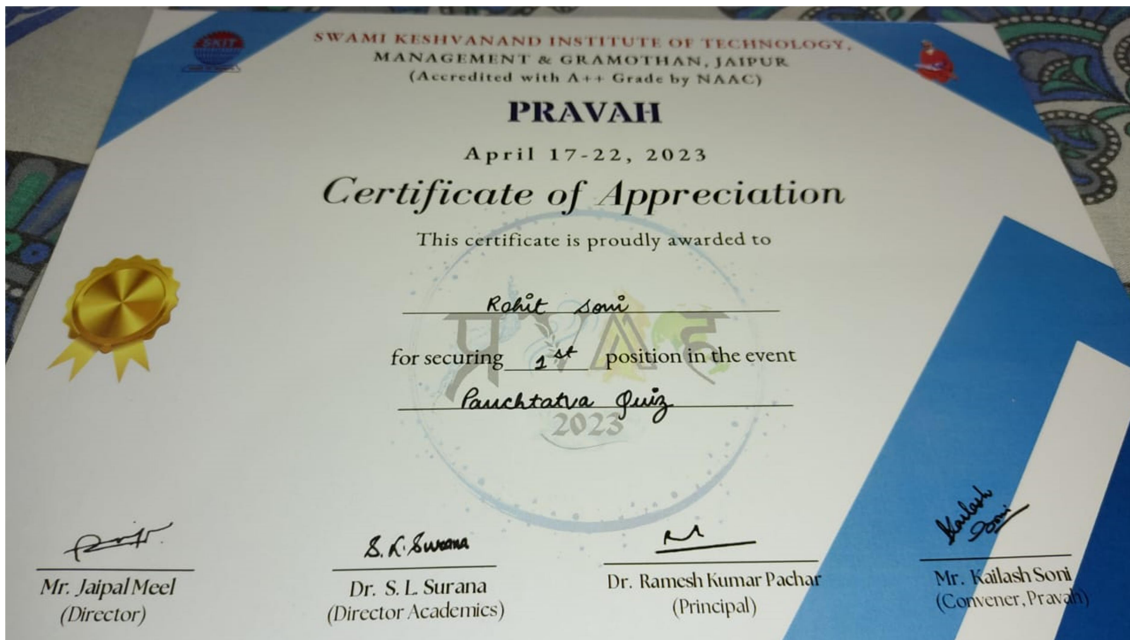 SKIT
SWAMI KESHVANAND INSTITUTE OF TECHNOLOGY,
MANAGEMENT & GRAMOTHAN, JAIPUR
(Accredited with A++ Grade by NAAC)
PRAVAH
April 17-22, 2023
Certificate of Appreciation
This certificate is proudly awarded to
Rohit Soni
प्रवाह
for securing 1st position in the event
Panchtatva Quiz
2023
S. L. Surana
Kailash Soni
Mr. Jaipal Meel
(Director)
Dr. S. L. Surana
(Director Academics)
Dr. Ramesh Kumar Pachar
(Principal)
Mr. Kailash Soni
(Convener, Pravah)